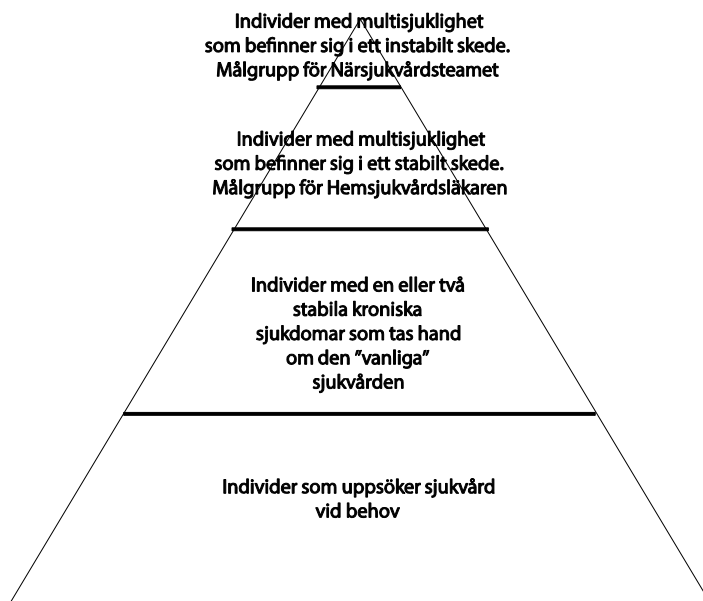 Individer med multisjuklighet
som befinner sig i ett instabilt skede.
Målgrupp för Närsjukvårdsteamet
Individer med multisjuklighet
som befinner sig i ett stabilt skede.
Målgrupp för Hemsjukvårdsläkaren
Individer med en eller två
stabila kroniska
sjukdomar som tas hand
om den ”vanliga”
sjukvården
Individer som uppsöker sjukvård
vid behov